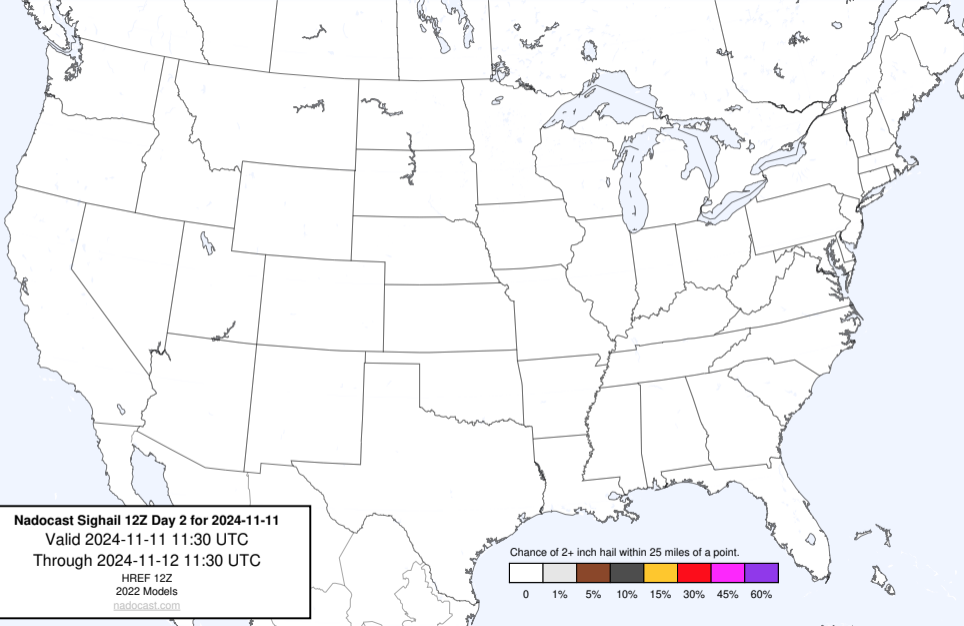 Nadocast Sighail 12Z Day 2 for 2024-11-11
Valid 2024-11-11 11:30 UTC
Through 2024-11-12 11:30 UTC
HREF 12Z
2022 Models
nadocast.com
Chance of 2+ inch hail within 25 miles of a point.
0 1% 5% 10% 15% 30% 45% 60%